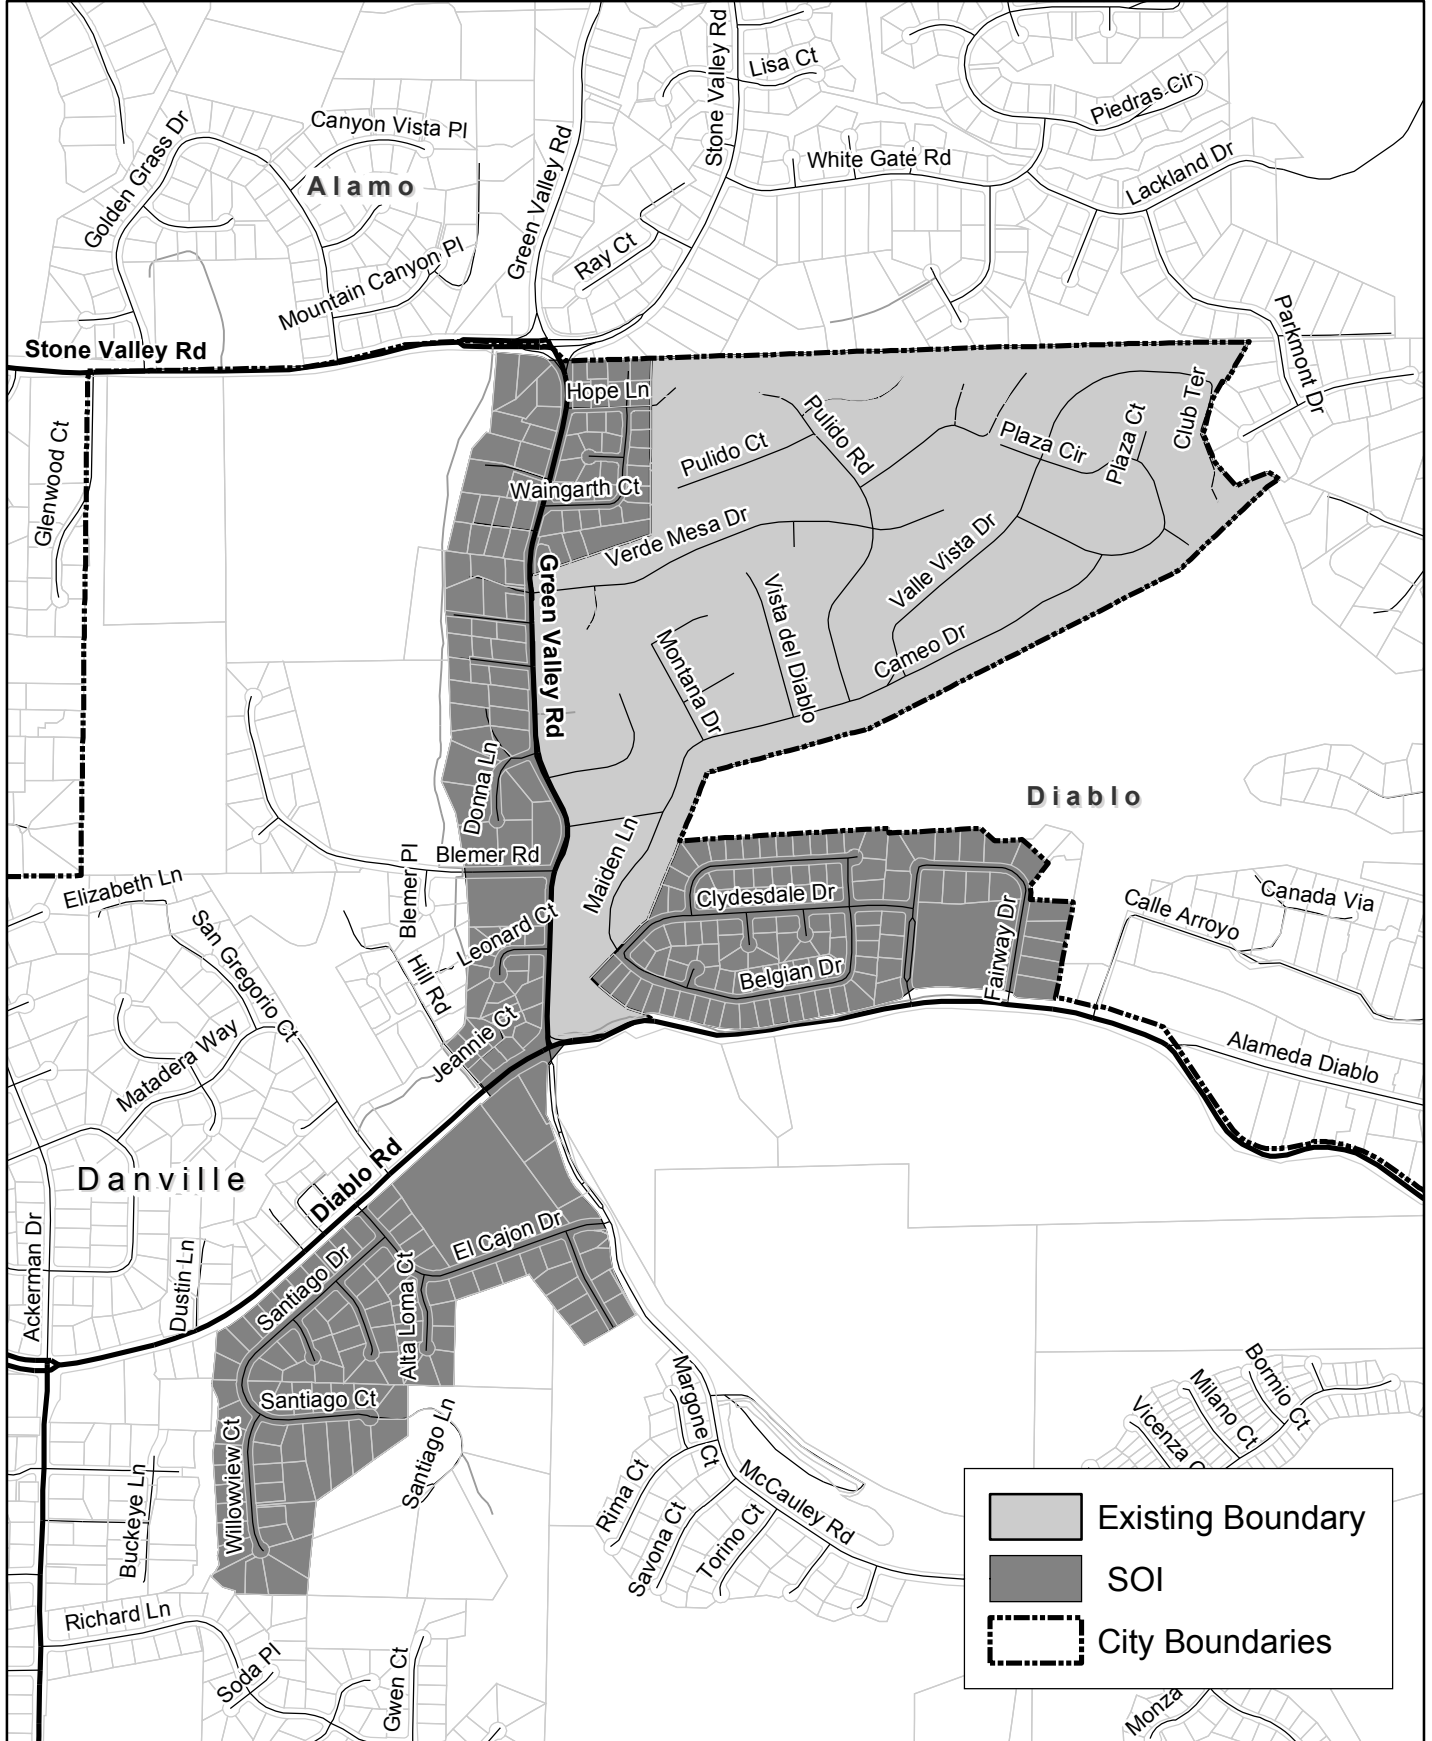 Stone Valley Rd
Lisa Ct
Piedras Cir
Canyon Vista Pl
Golden Grass Dr
Alamo
Green Valley Rd
White Gate Rd
Lackland Dr
Ray Ct
Mountain Canyon Pl
Parkmont Dr
Stone Valley Rd
Hope Ln
Club Ter
Pulido Rd
Plaza Cir
Plaza Ct
Pulido Ct
Glenwood Ct
Waingarth Ct
Verde Mesa Dr
Valle Vista Dr
Green Valley Rd
Vista del Diablo
Montana Dr
Cameo Dr
Donna Ln
Diablo
Blemer Rd
Maiden Ln
Blemer Pl
Elizabeth Ln
Clydesdale Dr
Canada Via
Calle Arroyo
San Gregorio Ct
Leonard Ct
Fairway Dr
Hill Rd
Belgian Dr
Jeannie Ct
Matadera Way
Alameda Diablo
Danville
Diablo Rd
Ackerman Dr
Dustin Ln
Santiago Dr
El Cajon Dr
Alta Loma Ct
Santiago Ct
Santiago Ln
Willowview Ct
Margone Ct
Bormio Ct
Milano Ct
Vicenza C
Buckeye Ln
Rima Ct
McCauley Rd
Savona Ct
Torino Ct
Existing Boundary
SOI
City Boundaries
Richard Ln
Soda Pl
Gwen Ct
Monza